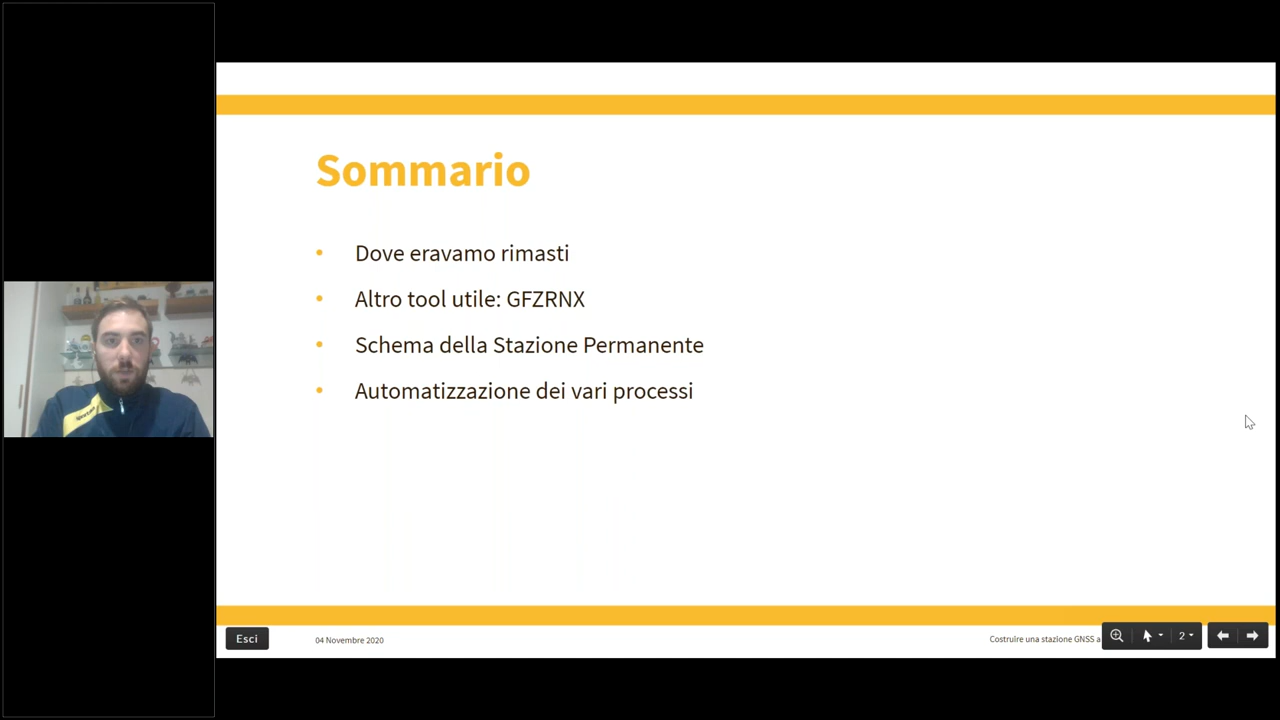 Sommario
• Dove eravamo rimasti
• Altro tool utile: GFZRNX
• Schema della Stazione Permanente
• Automatizzazione dei vari processi
Esci
04 Novembre 2020
Costruire una stazione GNSS a
2